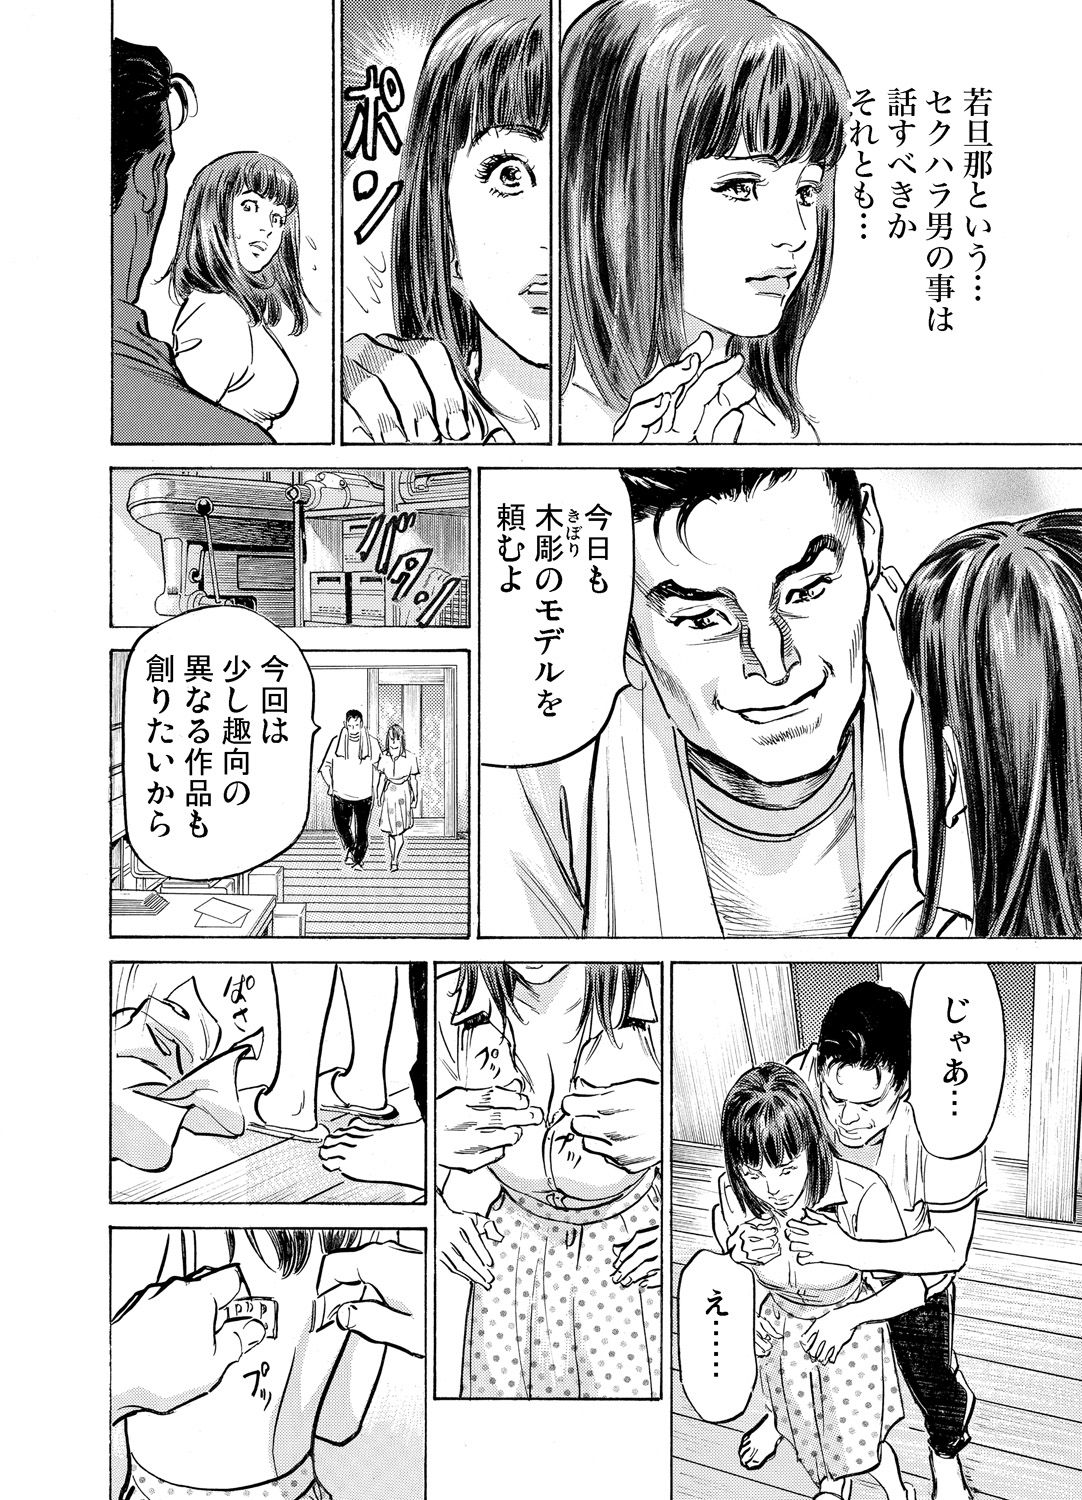 若旦那という…
セクハラ男の事は
話すべきか
それとも…
ポン
今日も
木彫のモデルを
きぼり
頼むよ
バタン
今回は
少し趣向の
異なる作品も
創りたいから
じゃあ…
え……
プ
ぱさ
プッ